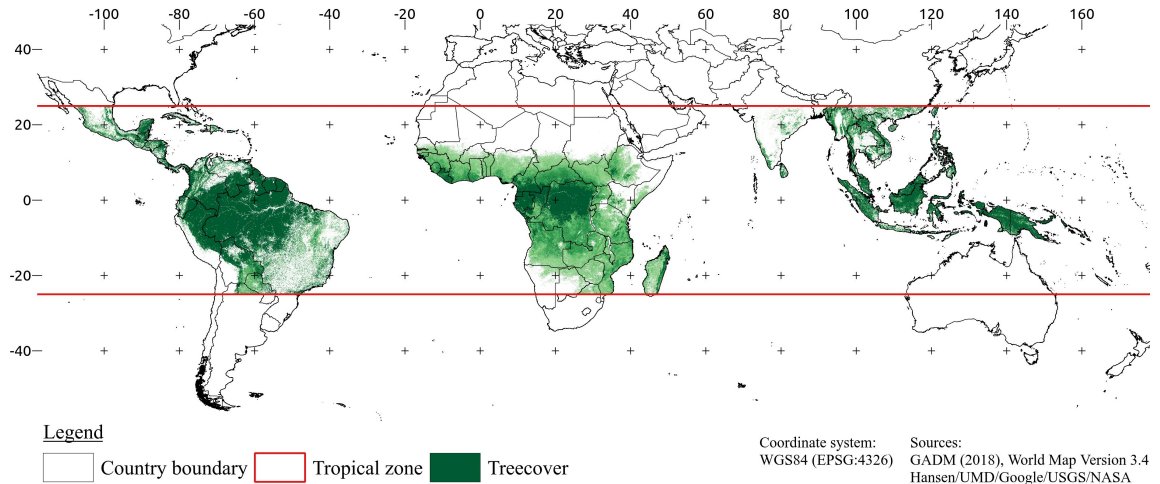 -100 -80 -60 -40 -20 0 20 40 60 80 100 120 140 160
40
20
0
-20
-40
Legend
Country boundary Tropical zone Treecover
Coordinate system:
WGS84 (EPSG:4326)
Sources:
GADM (2018), World Map Version 3.4
Hansen/UMD/Google/USGS/NASA